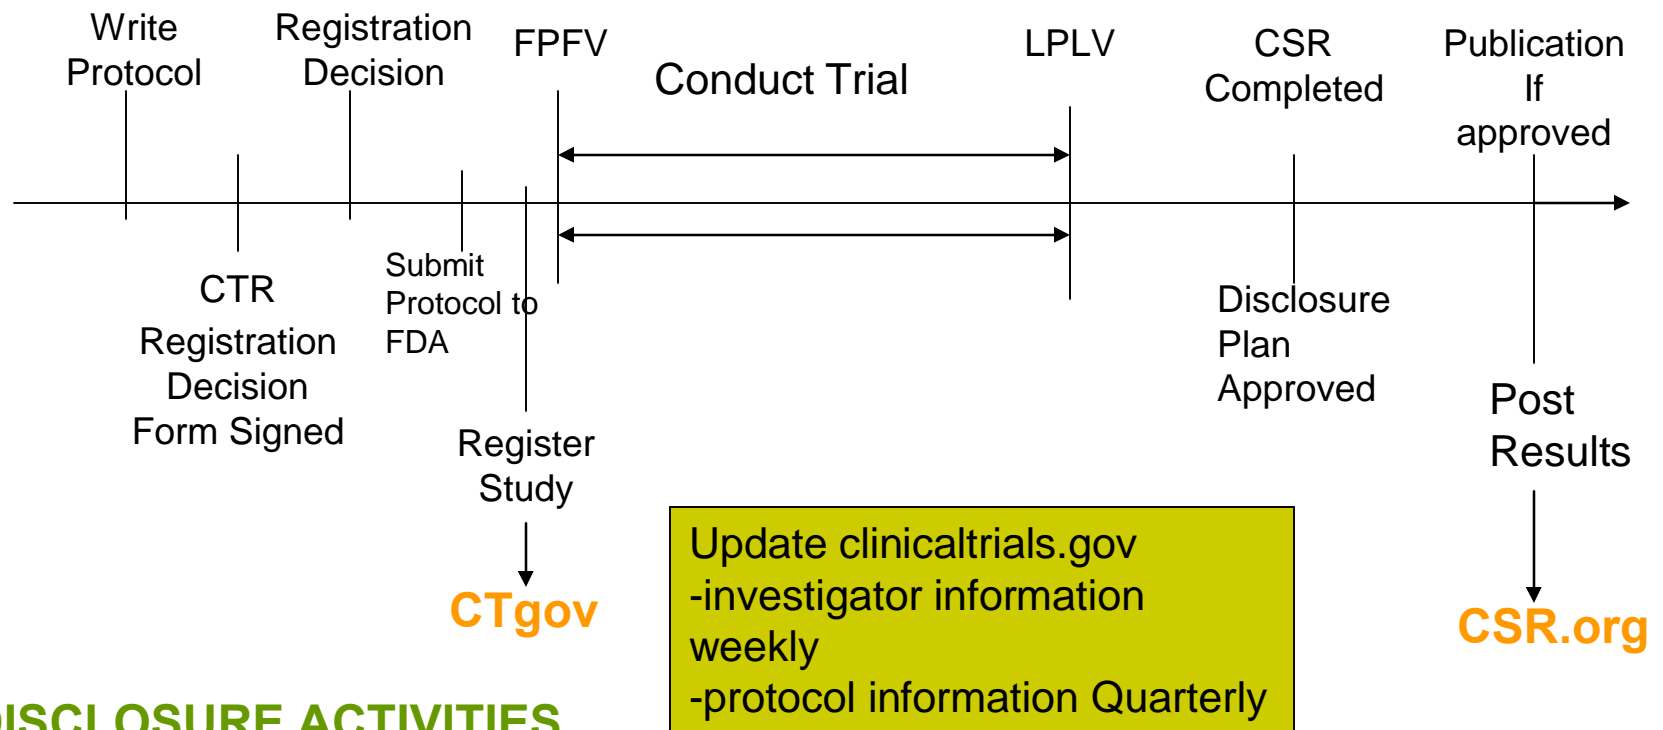 Write
Protocol
Registration
Decision
FPFV
Conduct Trial
LPLV
CSR
Completed
Publication
If
approved
CTR
Registration
Decision
Form Signed
Submit
Protocol to
FDA
Register
Study
CTgov
Disclosure
Plan
Approved
Post
Results
CSR.org
Update clinicaltrials.gov
-investigator information
weekly
-protocol information Quarterly
DISCLOSURE ACTIVITIES